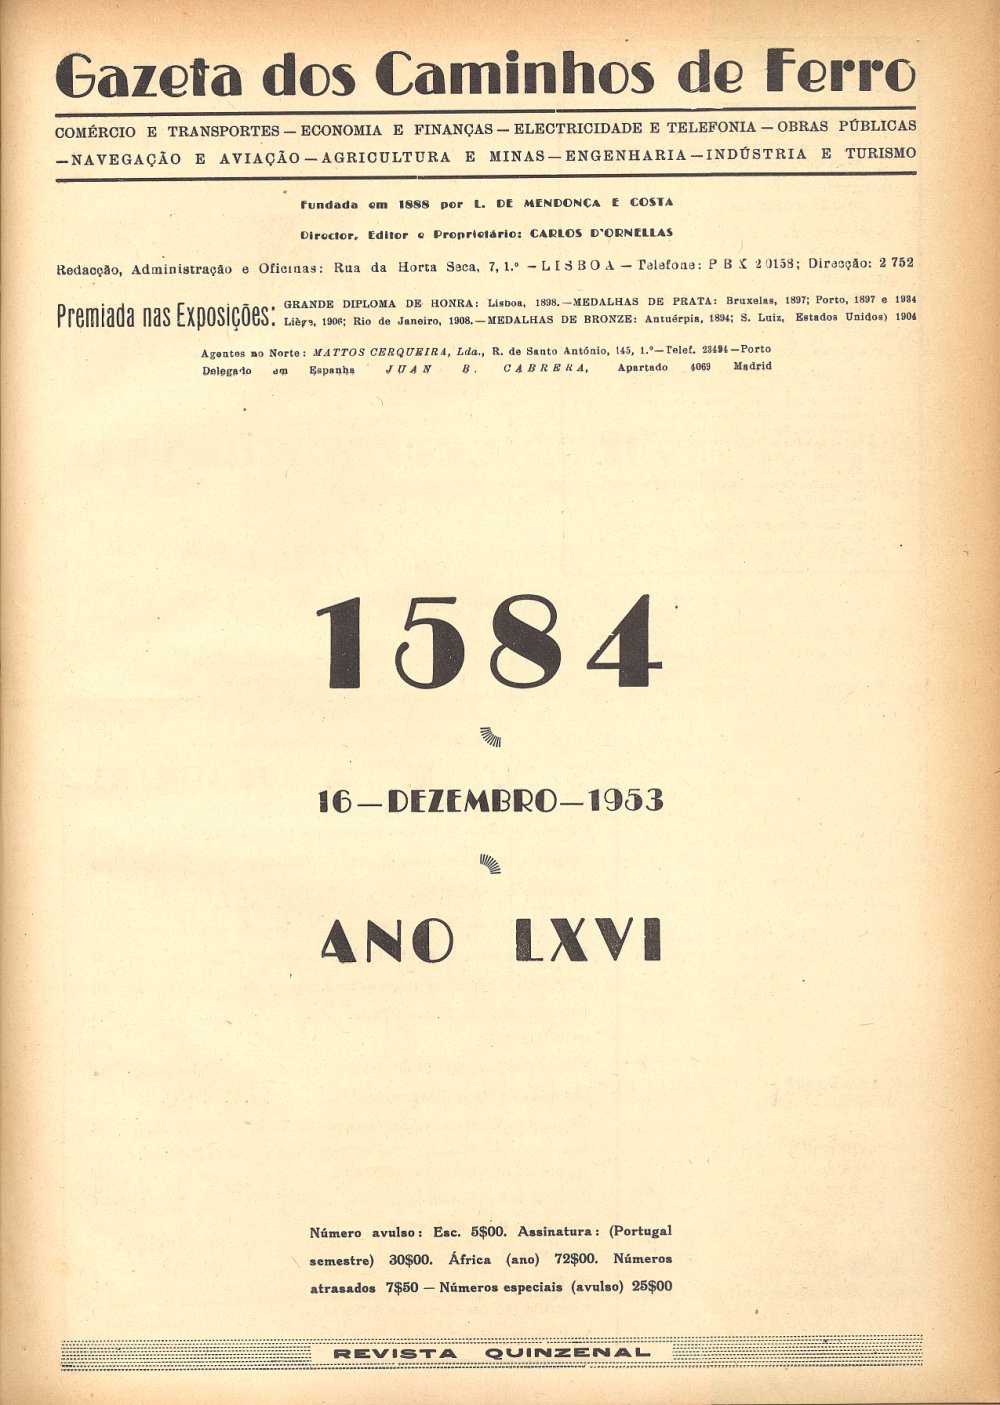 Gazeta dos Caminhos de Ferro
COMÉRCIO E TRANSPORTES — ECONOMIA E FINANÇAS — ELECTRICIDADE E TELEFONIA — OBRAS PÚBLICAS
— NAVEGAÇÃO E AVIAÇÃO — AGRICULTURA E MINAS — ENGENHARIA — INDÚSTRIA E TURISMO
Fundada em 1888 por L. DE MENDONÇA E COSTA
Director, Editor e Proprietário: CARLOS D'ORNELLAS
Redacção, Administração e Oficinas: Rua da Horta Seca, 7, 1.º — LISBOA — Telefone: PBX 20158; Direcção: 2 752
Premiada nas Exposições:
GRANDE DIPLOMA DE HONRA: Lisboa, 1898. — MEDALHAS DE PRATA: Bruxelas, 1897; Porto, 1897 e 1934
Liège, 1906; Rio de Janeiro, 1908. — MEDALHAS DE BRONZE: Antuérpia, 1894; S. Luiz, Estados Unidos) 1904
Agentes no Norte: MATTOS CERQUEIRA, Lda., R. de Santo António, 145, 1.º — Telef. 23494 — Porto
Delegado em Espanha JUAN B. CABRERA, Apartado 4069 Madrid
1584
16 — DEZEMBRO — 1953
ANO LXVI
Número avulso: Esc. 5$00. Assinatura: (Portugal
semestre) 30$00. África (ano) 72$00. Números
atrasados 7$50 — Números especiais (avulso) 25$00
REVISTA QUINZENAL